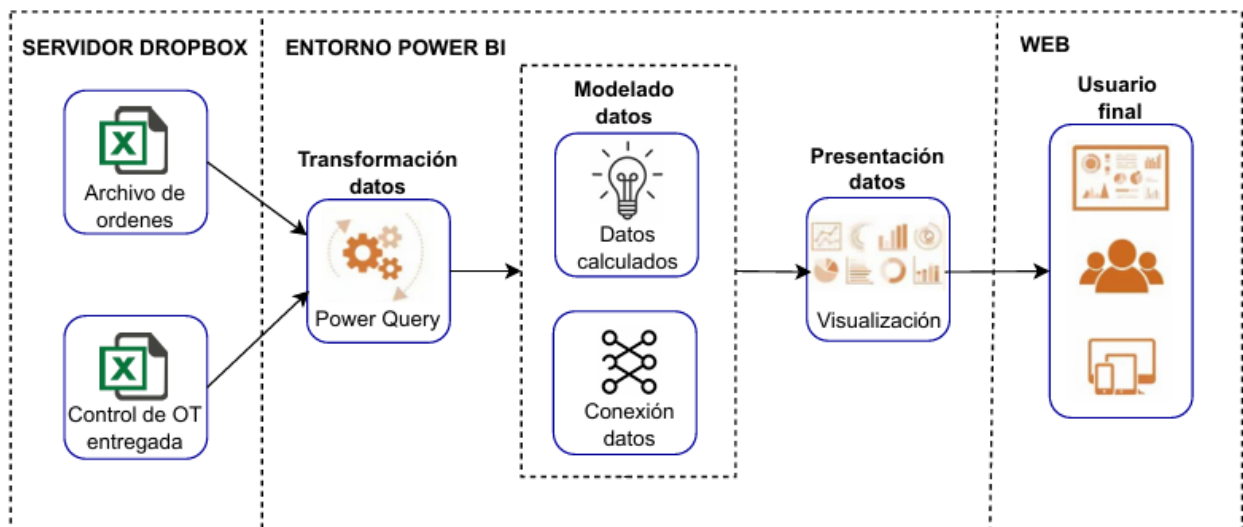 SERVIDOR DROPBOX
X
Archivo de
ordenes
X
Control de OT
entregada
ENTORNO POWER BI
Transformación
datos
Power Query
Modelado
datos
Datos
calculados
Conexión
datos
Presentación
datos
Visualización
WEB
Usuario
final